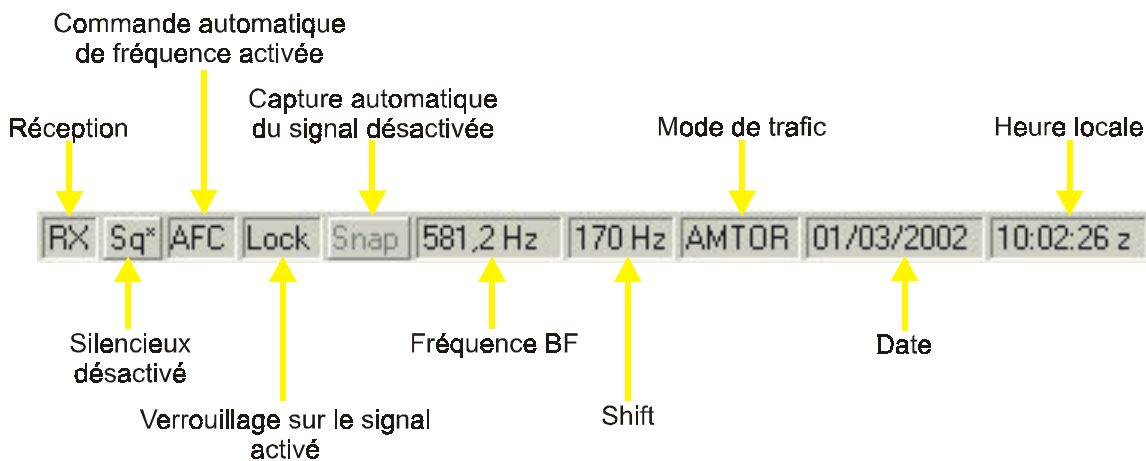 Commande automatique
de fréquence activée
Capture automatique
du signal désactivée
Réception
Mode de trafic
Heure locale
RX Sq* AFC Lock Snap 581,2 Hz 170 Hz AMTOR 01/03/2002 10:02:26 z
Silencieux
désactivé
Fréquence BF
Date
Verrouillage sur le signal
activé
Shift